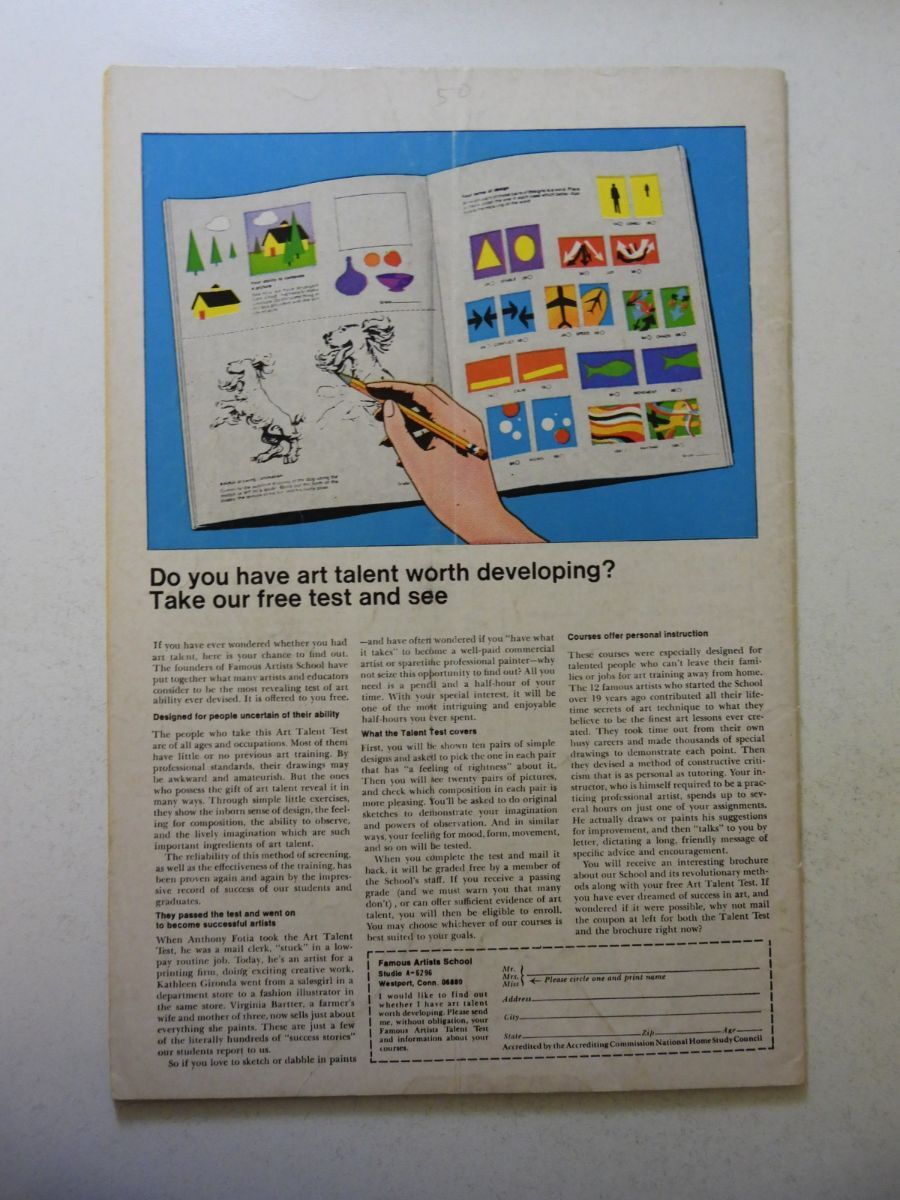 50
Your sense of design
Your ability to compose
a picture
Do you have art talent worth developing?
Take our free test and see
If you have ever wondered whether you had
art talent, here is your chance to find out.
The founders of Famous Artists School have
put together what many artists and educators
consider to be the most revealing test of art
ability ever devised. It is offered to you free.
Designed for people uncertain of their ability
The people who take this Art Talent Test
are of all ages and occupations. Most of them
have little or no previous art training. By
professional standards, their drawings may
be awkward and amateurish. But the ones
who possess the gift of art talent reveal it in
many ways. Through simple little exercises,
they show the inborn sense of design, the feel-
ing for composition, the ability to observe,
and the lively imagination which are such
important ingredients of art talent.
The reliability of this method of screening,
as well as the effectiveness of the training, has
been proven again and again by the impres-
sive record of success of our students and
graduates.
They passed the test and went on
to become successful artists
When Anthony Fotia took the Art Talent
Test, he was a mail clerk, "stuck" in a low-
pay routine job. Today, he's an artist for a
printing firm, doing exciting creative work.
Kathleen Gironda went from a salesgirl in a
department store to a fashion illustrator in
the same store. Virginia Bartter, a farmer's
wife and mother of three, now sells just about
everything she paints. These are just a few
of the literally hundreds of "success stories"
our students report to us.
So if you love to sketch or dabble in paints
—and have often wondered if you "have what
it takes" to become a well-paid commercial
artist or sparetime professional painter—why
not seize this opportunity to find out? All you
need is a pencil and a half-hour of your
time. With your special interest, it will be
one of the most intriguing and enjoyable
half-hours you ever spent.
What the Talent Test covers
First, you will be shown ten pairs of simple
designs and asked to pick the one in each pair
that has "a feeling of rightness" about it.
Then you will see twenty pairs of pictures,
and check which composition in each pair is
more pleasing. You'll be asked to do original
sketches to demonstrate your imagination
and powers of observation. And in similar
ways, your feeling for mood, form, movement,
and so on will be tested.
When you complete the test and mail it
back, it will be graded free by a member of
the School's staff. If you receive a passing
grade (and we must warn you that many
don't), or can offer sufficient evidence of art
talent, you will then be eligible to enroll.
You may choose whichever of our courses is
best suited to your goals.
Courses offer personal instruction
These courses were especially designed for
talented people who can't leave their fami-
lies or jobs for art training away from home.
The 12 famous artists who started the School
over 19 years ago contributed all their life-
time secrets of art technique to what they
believe to be the finest art lessons ever cre-
ated. They took time out from their own
busy careers and made thousands of special
drawings to demonstrate each point. Then
they devised a method of constructive criti-
cism that is as personal as tutoring. Your in-
structor, who is himself required to be a prac-
ticing professional artist, spends up to sev-
eral hours on just one of your assignments.
He actually draws or paints his suggestions
for improvement, and then "talks" to you by
letter, dictating a long, friendly message of
specific advice and encouragement.
You will receive an interesting brochure
about our School and its revolutionary meth-
ods along with your free Art Talent Test. If
you have ever dreamed of success in art, and
wondered if it were possible, why not mail
the coupon at left for both the Talent Test
and the brochure right now?
Famous Artists School
Studio A-6296
Westport, Conn. 06880
I would like to find out
whether I have art talent
worth developing. Please send
me, without obligation, your
Famous Artists Talent Test
and information about your
courses.
Mr.
Mrs.
Miss
Please circle one and print name
Address
City
State Zip Age
Accredited by the Accrediting Commission National Home Study Council